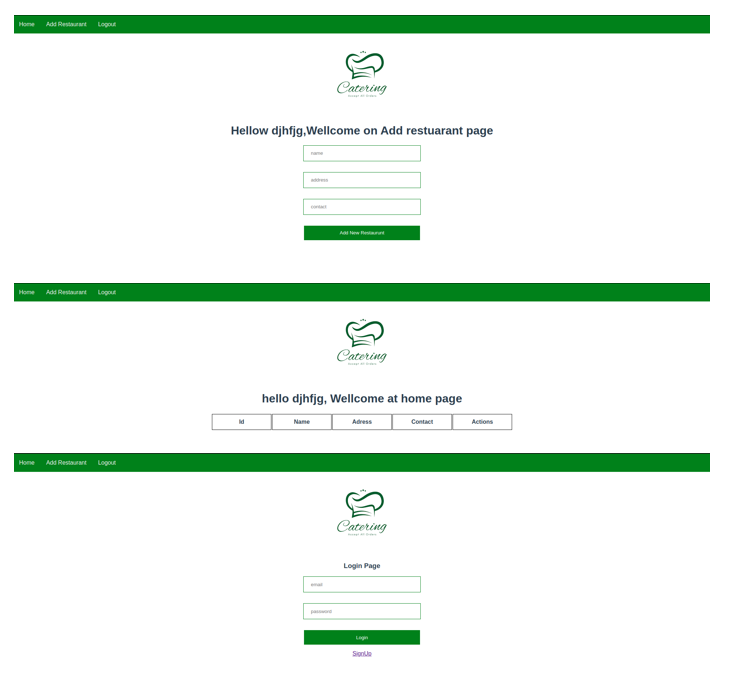 Home Add Restaurant Logout
Catering
Accept All Orders
Hellow djhfjg,Wellcome on Add restuarant page
name
address
contact
Add New Restaurunt
Home Add Restaurant Logout
Catering
Accept All Orders
hello djhfjg, Wellcome at home page
Id Name Adress Contact Actions
Home Add Restaurant Logout
Catering
Accept All Orders
Login Page
email
password
Login
SignUp